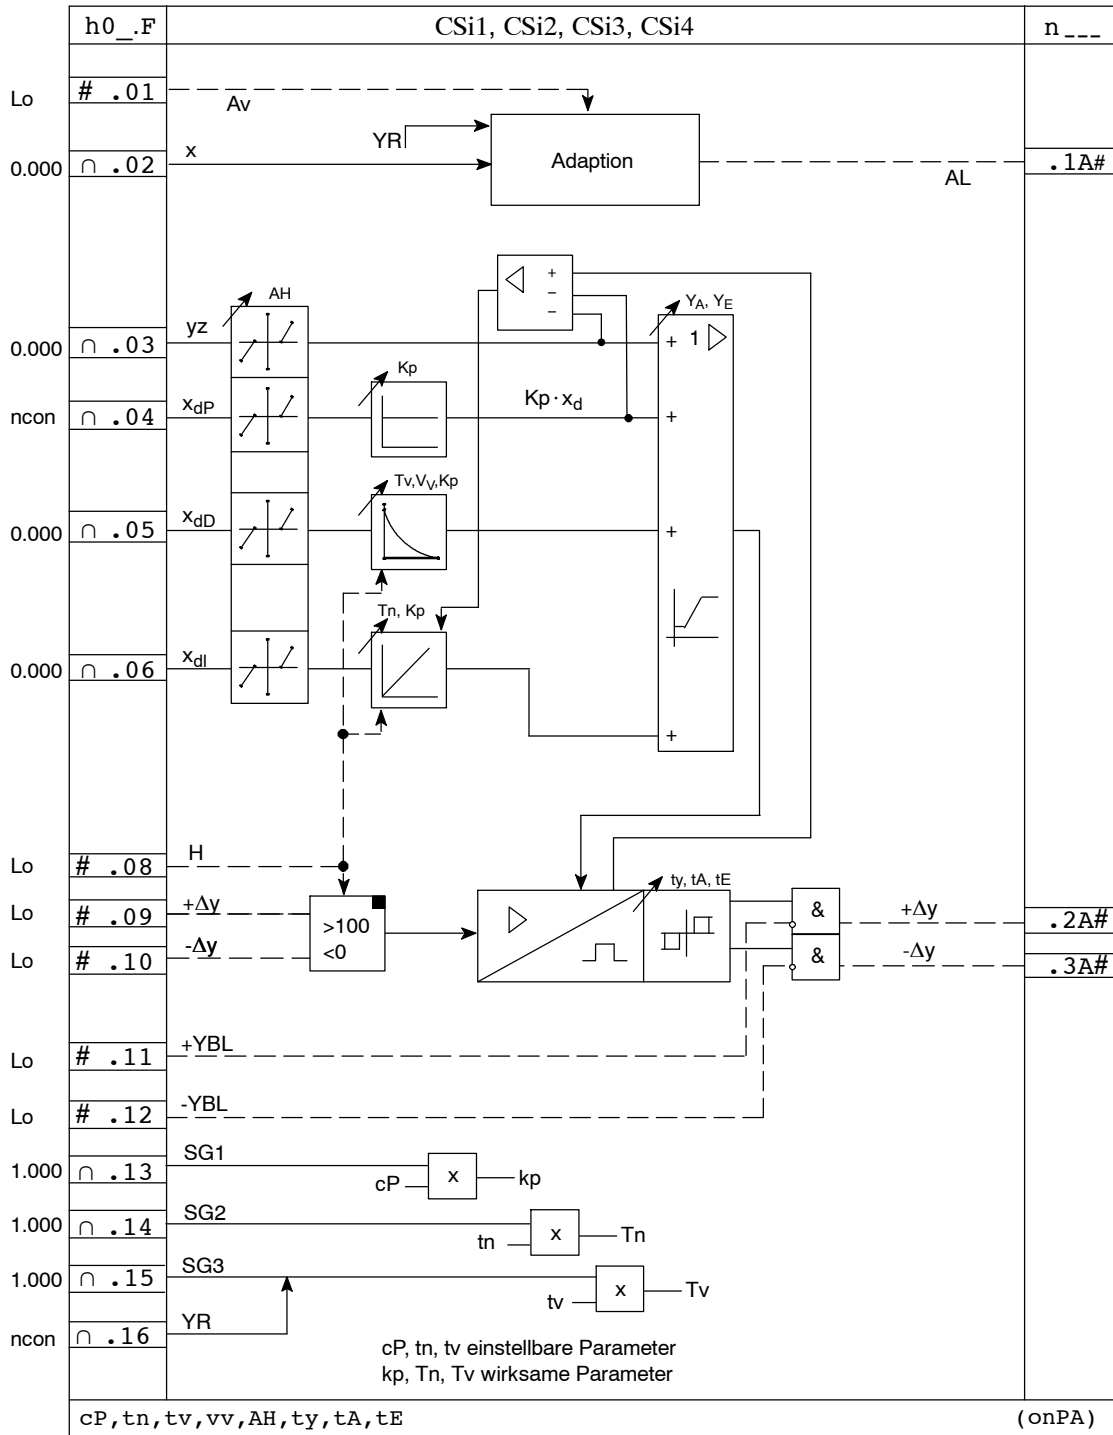 h0_.F CSi1, CSi2, CSi3, CSi4 n___
Lo # .01 Av
YR
0.000 ∩ .02 x Adaption AL .1A#
AH
+
−
−
Y_A, Y_E
0.000 ∩ .03 yz + 1
Kp
ncon ∩ .04 x_dP Kp · x_d +
Tv,V_V,Kp
0.000 ∩ .05 x_dD +
Tn, Kp
0.000 ∩ .06 x_dI
+
Lo # .08 H
ty, tA, tE
Lo # .09 +Δy >100 & +Δy .2A#
Lo # .10 -Δy <0 & -Δy .3A#
Lo # .11 +YBL
Lo # .12 -YBL
1.000 ∩ .13 SG1 cP x kp
1.000 ∩ .14 SG2 tn x Tn
1.000 ∩ .15 SG3 tv x Tv
ncon ∩ .16 YR
cP, tn, tv einstellbare Parameter
kp, Tn, Tv wirksame Parameter
cP,tn,tv,vv,AH,ty,tA,tE (onPA)